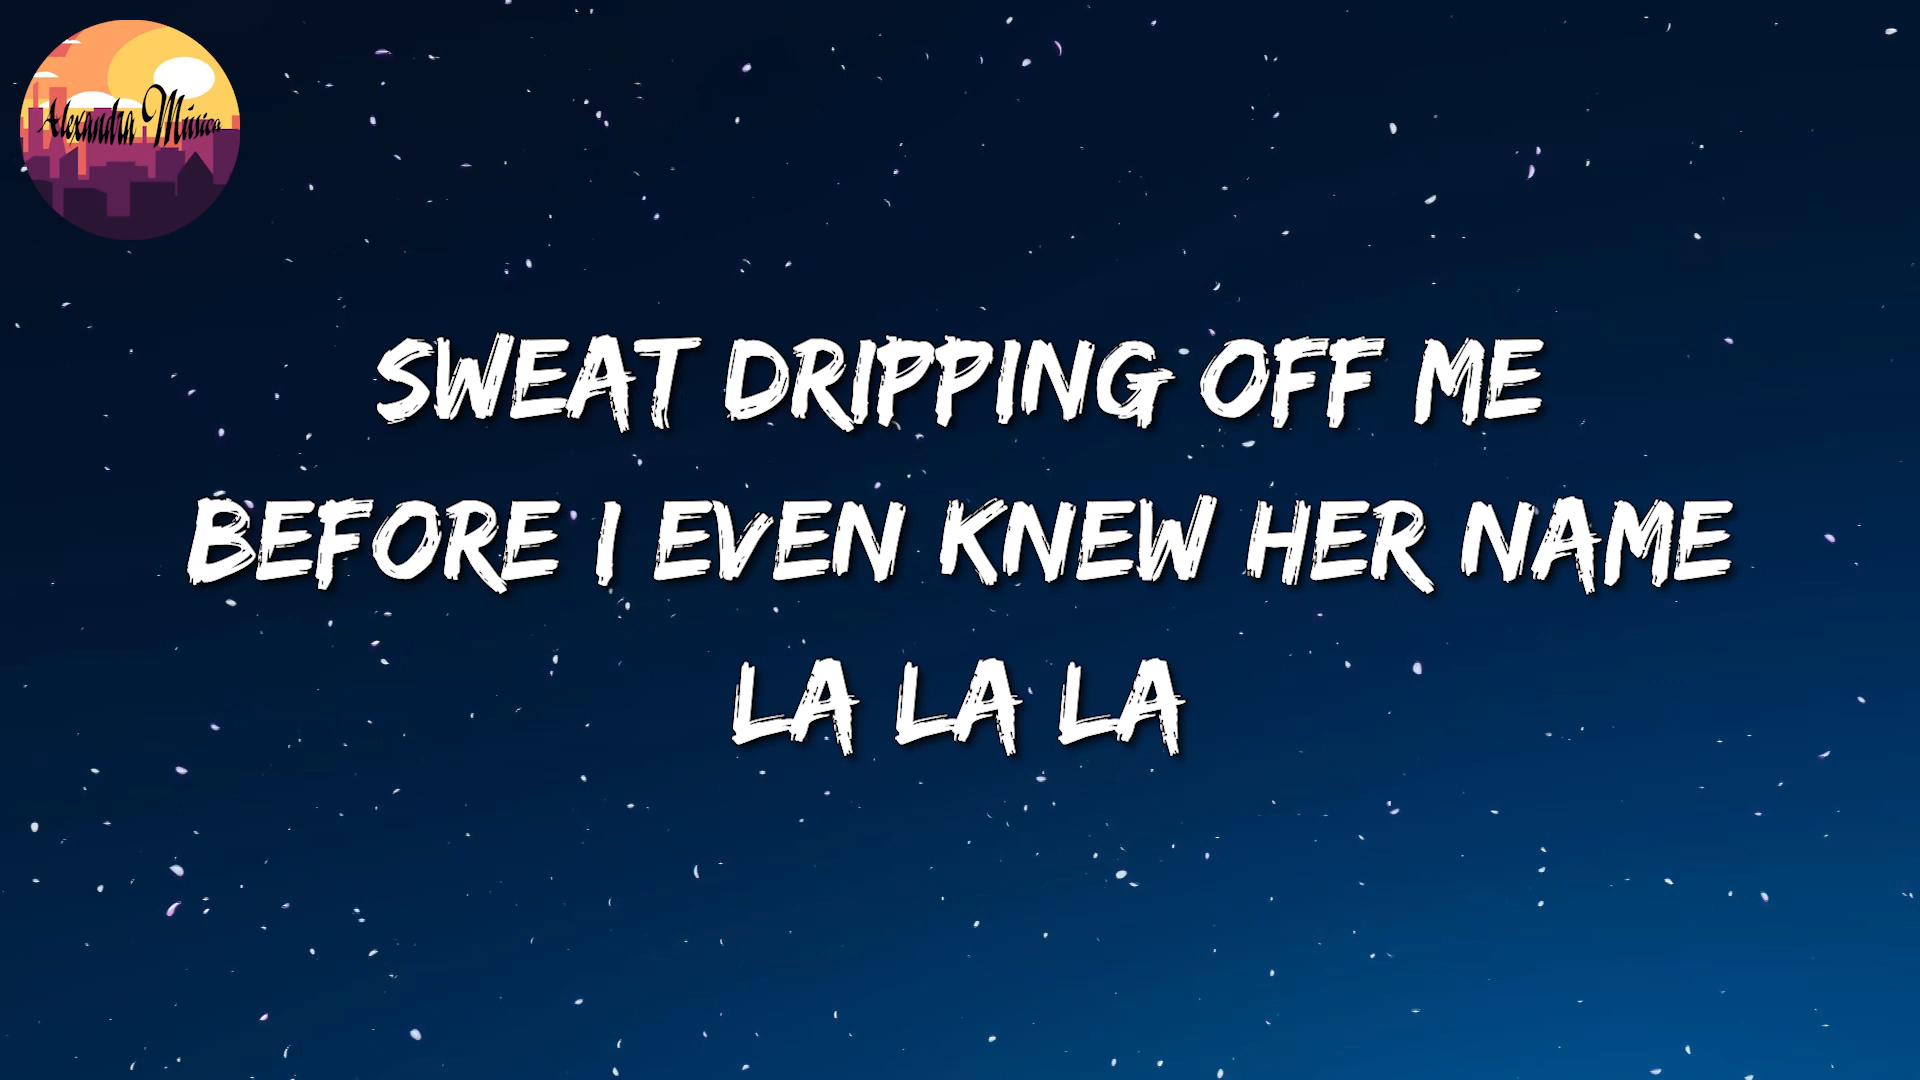 Alexandra Música
SWEAT DRIPPING OFF ME
BEFORE I EVEN KNEW HER NAME
LA LA LA